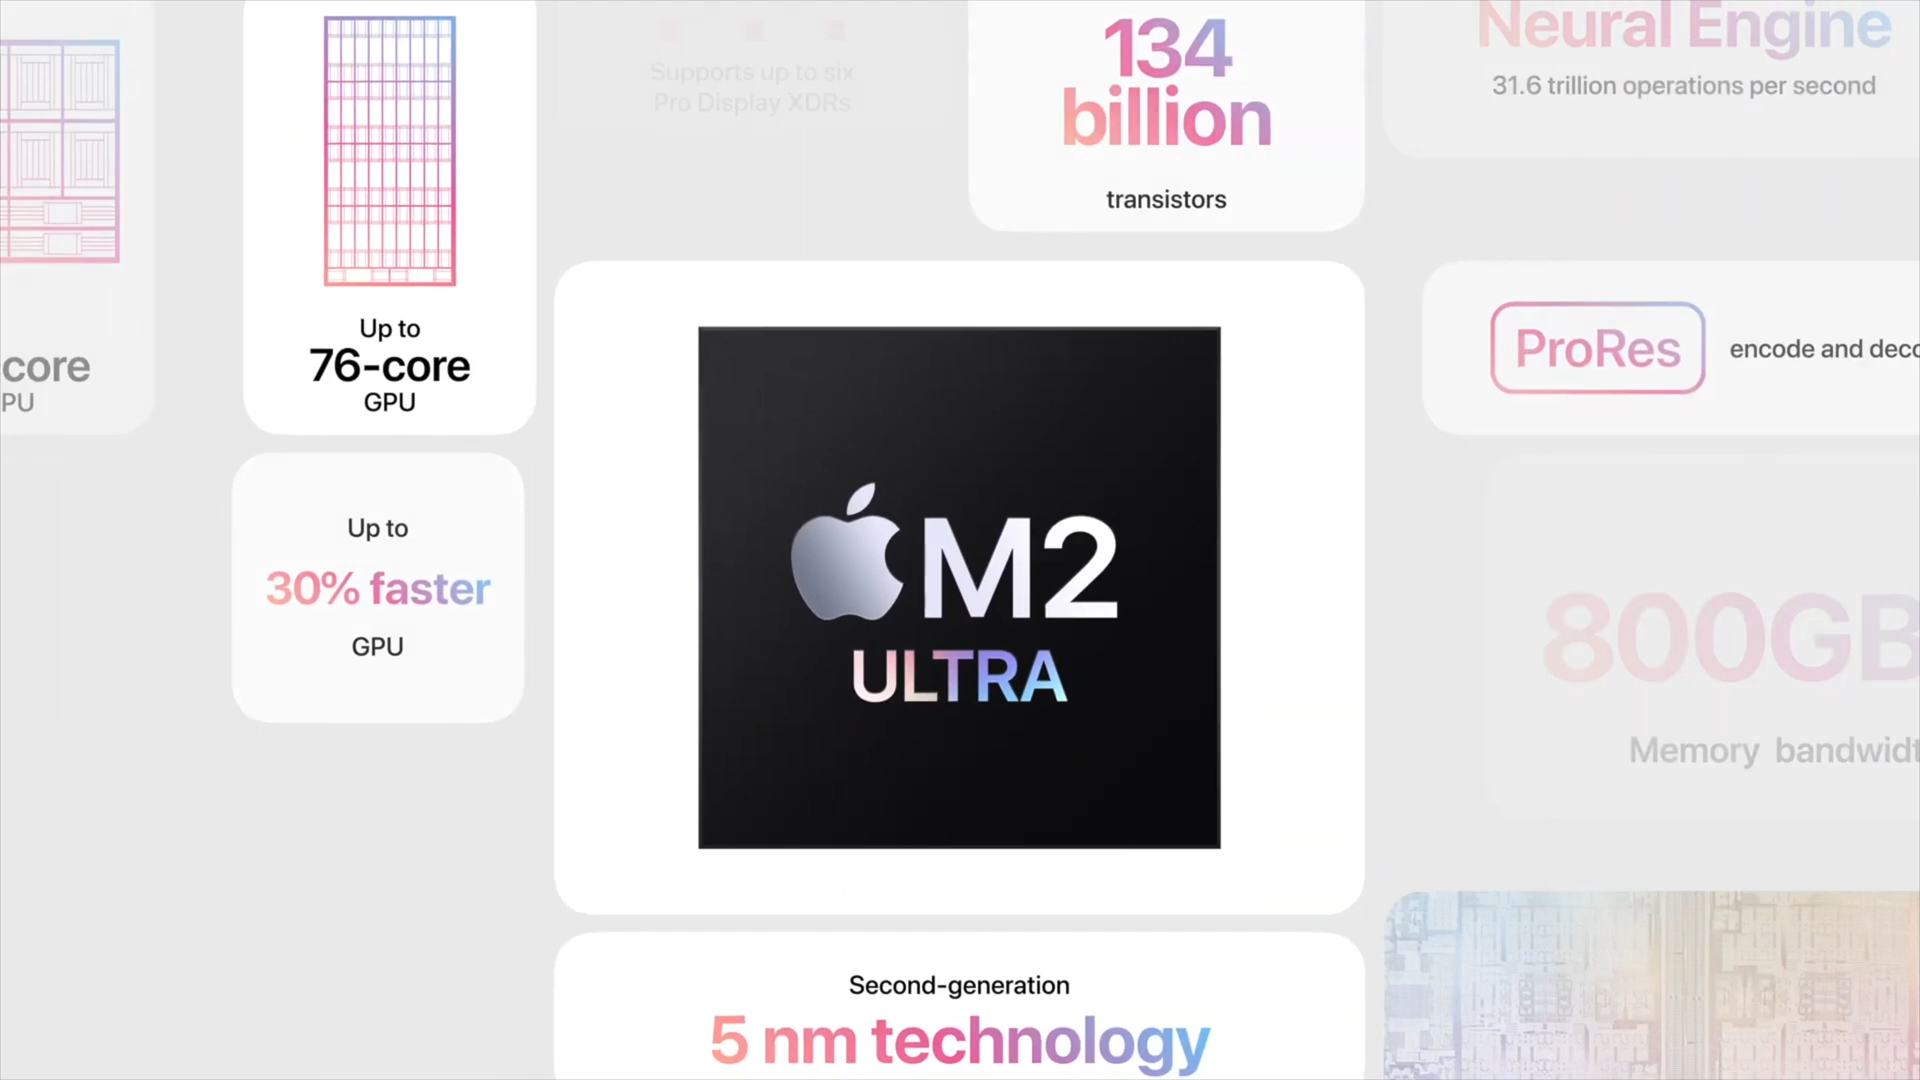 core
PU
Up to
76-core
GPU
Up to
30% faster
GPU
Supports up to six
Pro Display XDRs
134
billion
transistors
Neural Engine
31.6 trillion operations per second
M2
ULTRA
ProRes
encode and deco
800GB
Memory bandwidt
Second-generation
5 nm technology